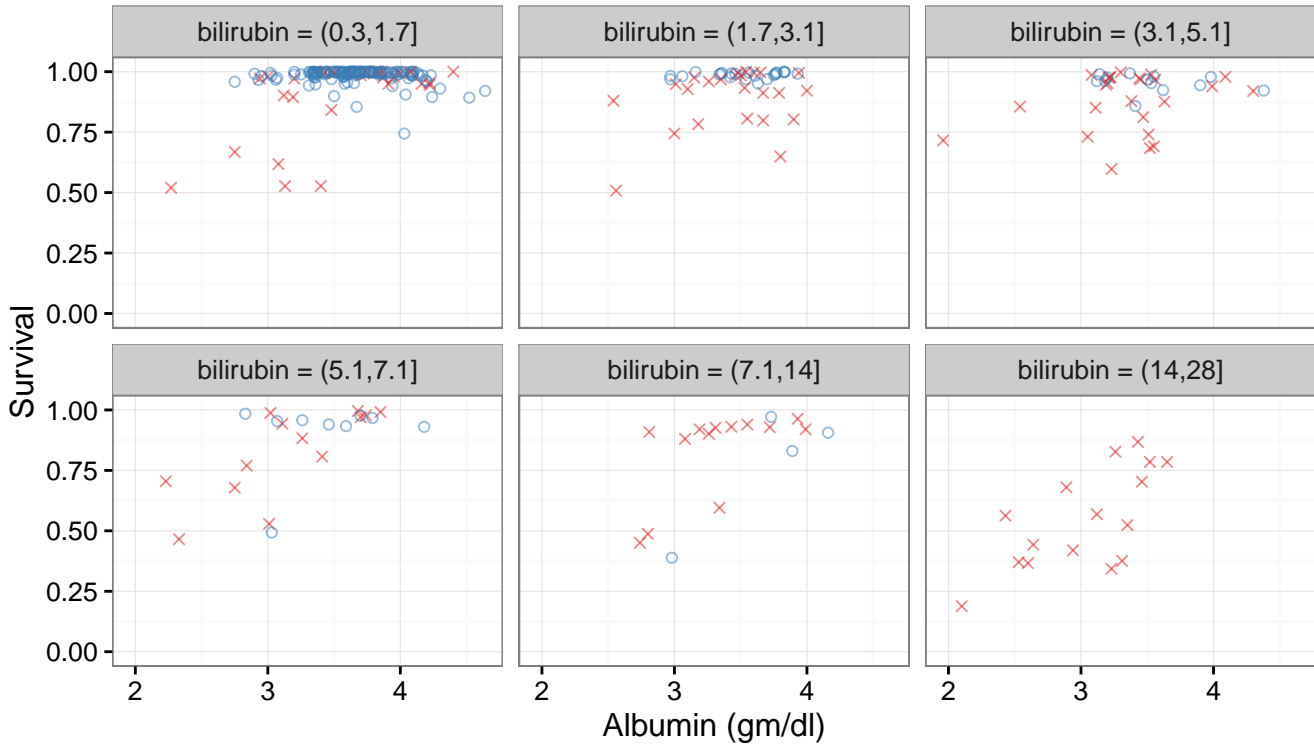 bilirubin = (0.3,1.7]
bilirubin = (1.7,3.1]
bilirubin = (3.1,5.1]
1.00
0.75
0.50
0.25
0.00
Survival
bilirubin = (5.1,7.1]
bilirubin = (7.1,14]
bilirubin = (14,28]
1.00
0.75
0.50
0.25
0.00
2 3 4
2 3 4
2 3 4
Albumin (gm/dl)